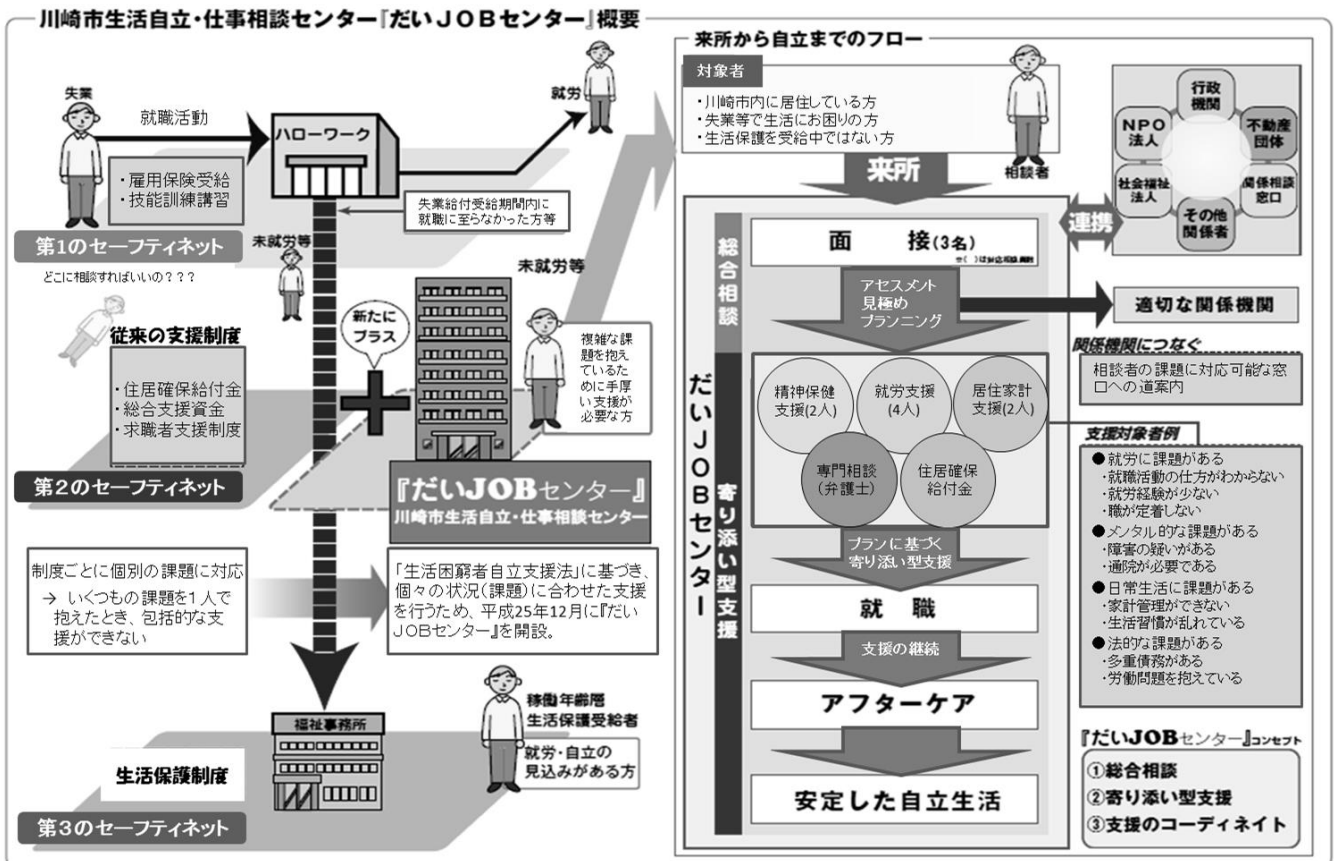 川崎市生活自立・仕事相談センター『だいJOBセンター』概要
失業
就職活動
ハローワーク
就労
・雇用保険受給
・技能訓練講習
失業給付受給期間内に
就職に至らなかった方等
第1のセーフティネット
未就労等
どこに相談すればいいの???
従来の支援制度
・住居確保給付金
・総合支援資金
・求職者支援制度
新たに
プラス
未就労等
複雑な課
題を抱え
ているた
めに手厚
い支援が
必要な方
第2のセーフティネット
『だいJOBセンター』
川崎市生活自立・仕事相談センター
制度ごとに個別の課題に対応
→ いくつもの課題を1人で
抱えたとき、包括的な支
援ができない
「生活困窮者自立支援法」に基づき、
個々の状況(課題)に合わせた支援
を行うため、平成25年12月に『だい
JOBセンター』を開設。
福祉事務所
稼働年齢層
生活保護受給者
就労・自立の
見込みがある方
生活保護制度
第3のセーフティネット
来所から自立までのフロー
対象者
・川崎市内に居住している方
・失業等で生活にお困りの方
・生活保護を受給中ではない方
相談者
来所
行政
機関
NPO
法人
不動産
団体
社会福祉
法人
関係相談
窓口
その他
関係者
連携
だいJOBセンター
総合相談
面 接(3名)
アセスメント
見極め
プランニング
適切な関係機関
関係機関につなぐ
相談者の課題に対応可能な窓
口への道案内
寄り添い型支援
精神保健
支援(2人)
就労支援
(4人)
居住家計
支援(2人)
専門相談
(弁護士)
住居確保
給付金
プランに基づく
寄り添い型支援
就 職
支援の継続
アフターケア
安定した自立生活
支援対象者例
●就労に課題がある
・就職活動の仕方がわからない
・就労経験が少ない
・職が定着しない
●メンタル的な課題がある
・障害の疑いがある
・通院が必要である
●日常生活に課題がある
・家計管理ができない
・生活習慣が乱れている
●法的な課題がある
・多重債務がある
・労働問題を抱えている
『だいJOBセンター』コンセプト
①総合相談
②寄り添い型支援
③支援のコーディネイト